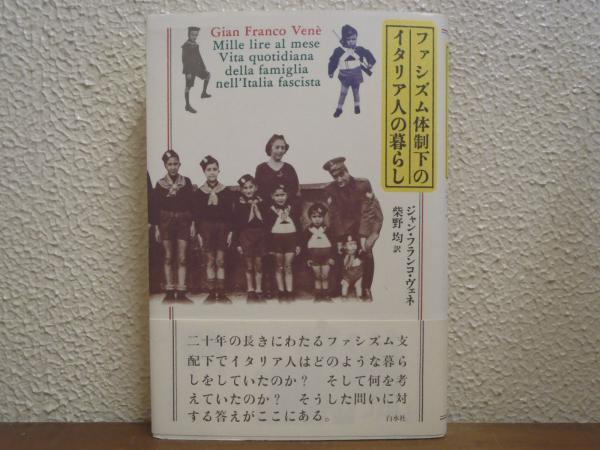 Gian Franco Venè
Mille lire al mese
Vita quotidiana
della famiglia
nell'Italia fascista
ファシズム体制下の
イタリア人の暮らし
ジャン・フランコ・ヴェネ
柴野 均 訳
二十年の長きにわたるファシズム支
配下でイタリア人はどのような暮ら
しをしていたのか? そして何を考
えていたのか? そうした問いに対
する答えがここにある。
白水社